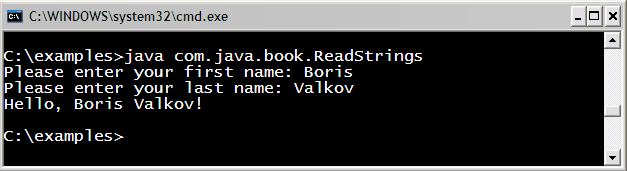 C:\WINDOWS\system32\cmd.exe
C:\examples>java com.java.book.ReadStrings
Please enter your first name: Boris
Please enter your last name: Valkov
Hello, Boris Valkov!
C:\examples>